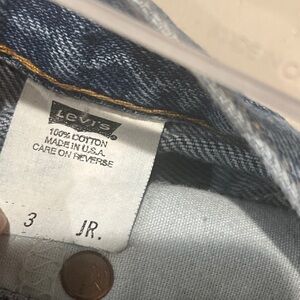 Levi's
100% COTTON
MADE IN U.S.A.
CARE ON REVERSE
3 JR.